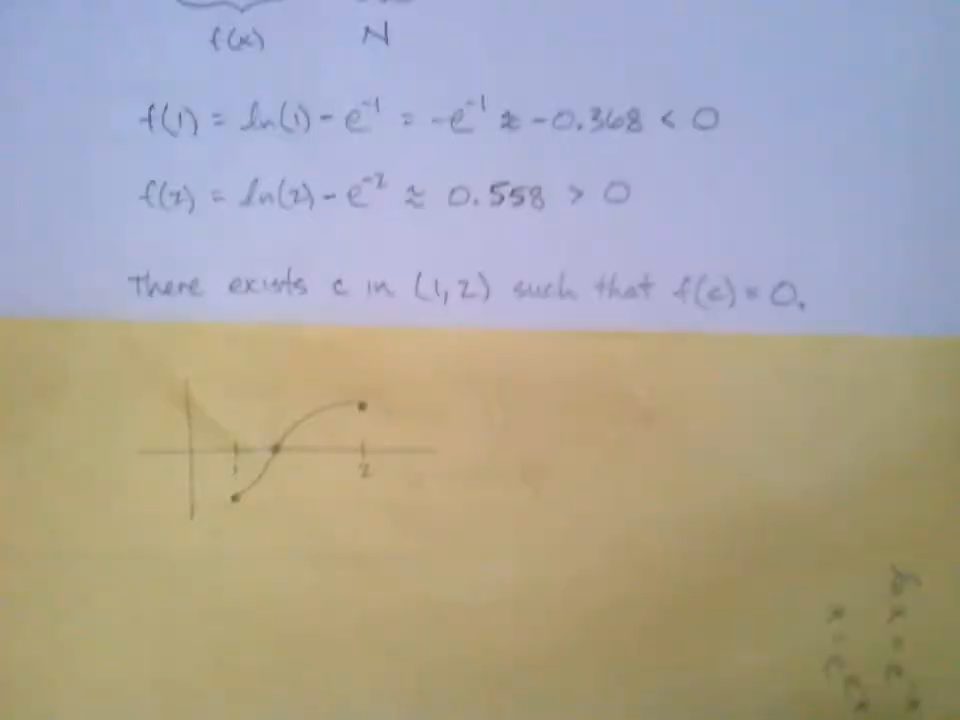 f(x) N
f(1) = ln(1) - e⁻¹ = -e⁻¹ ≈ -0.368 < 0
f(2) = ln(2) - e⁻² ≈ 0.558 > 0
There exists c in (1,2) such that f(c) = 0.
1 2
ln x = e⁻ˣ